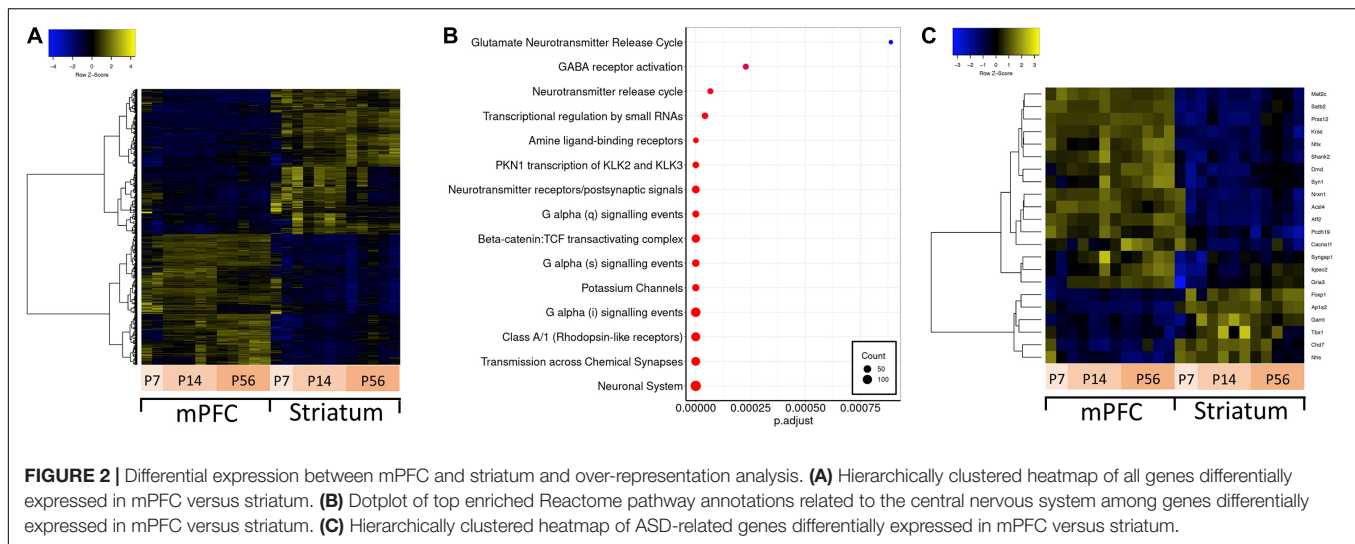 A
-4 -2 0 2 4
Row Z-Score
P7 P14 P56 P7 P14 P56
mPFC Striatum
B
Glutamate Neurotransmitter Release Cycle
GABA receptor activation
Neurotransmitter release cycle
Transcriptional regulation by small RNAs
Amine ligand-binding receptors
PKN1 transcription of KLK2 and KLK3
Neurotransmitter receptors/postsynaptic signals
G alpha (q) signalling events
Beta-catenin:TCF transactivating complex
G alpha (s) signalling events
Potassium Channels
G alpha (i) signalling events
Class A/1 (Rhodopsin-like receptors)
Transmission across Chemical Synapses
Neuronal System
Count
50
100
0.00000 0.00025 0.00050 0.00075
p.adjust
C
-3 -2 -1 0 1 2 3
Row Z-Score
Mef2c
Satb2
Prss12
Kras
Nfix
Shank2
Dmd
Syn1
Nrxn1
Acsl4
Aff2
Pcdh19
Cacna1f
Syngap1
Iqsec2
Gria3
Foxp1
Ap1s2
Gamt
Tbx1
Chd7
Nhs
P7 P14 P56 P7 P14 P56
mPFC Striatum
FIGURE 2 | Differential expression between mPFC and striatum and over-representation analysis. (A) Hierarchically clustered heatmap of all genes differentially
expressed in mPFC versus striatum. (B) Dotplot of top enriched Reactome pathway annotations related to the central nervous system among genes differentially
expressed in mPFC versus striatum. (C) Hierarchically clustered heatmap of ASD-related genes differentially expressed in mPFC versus striatum.